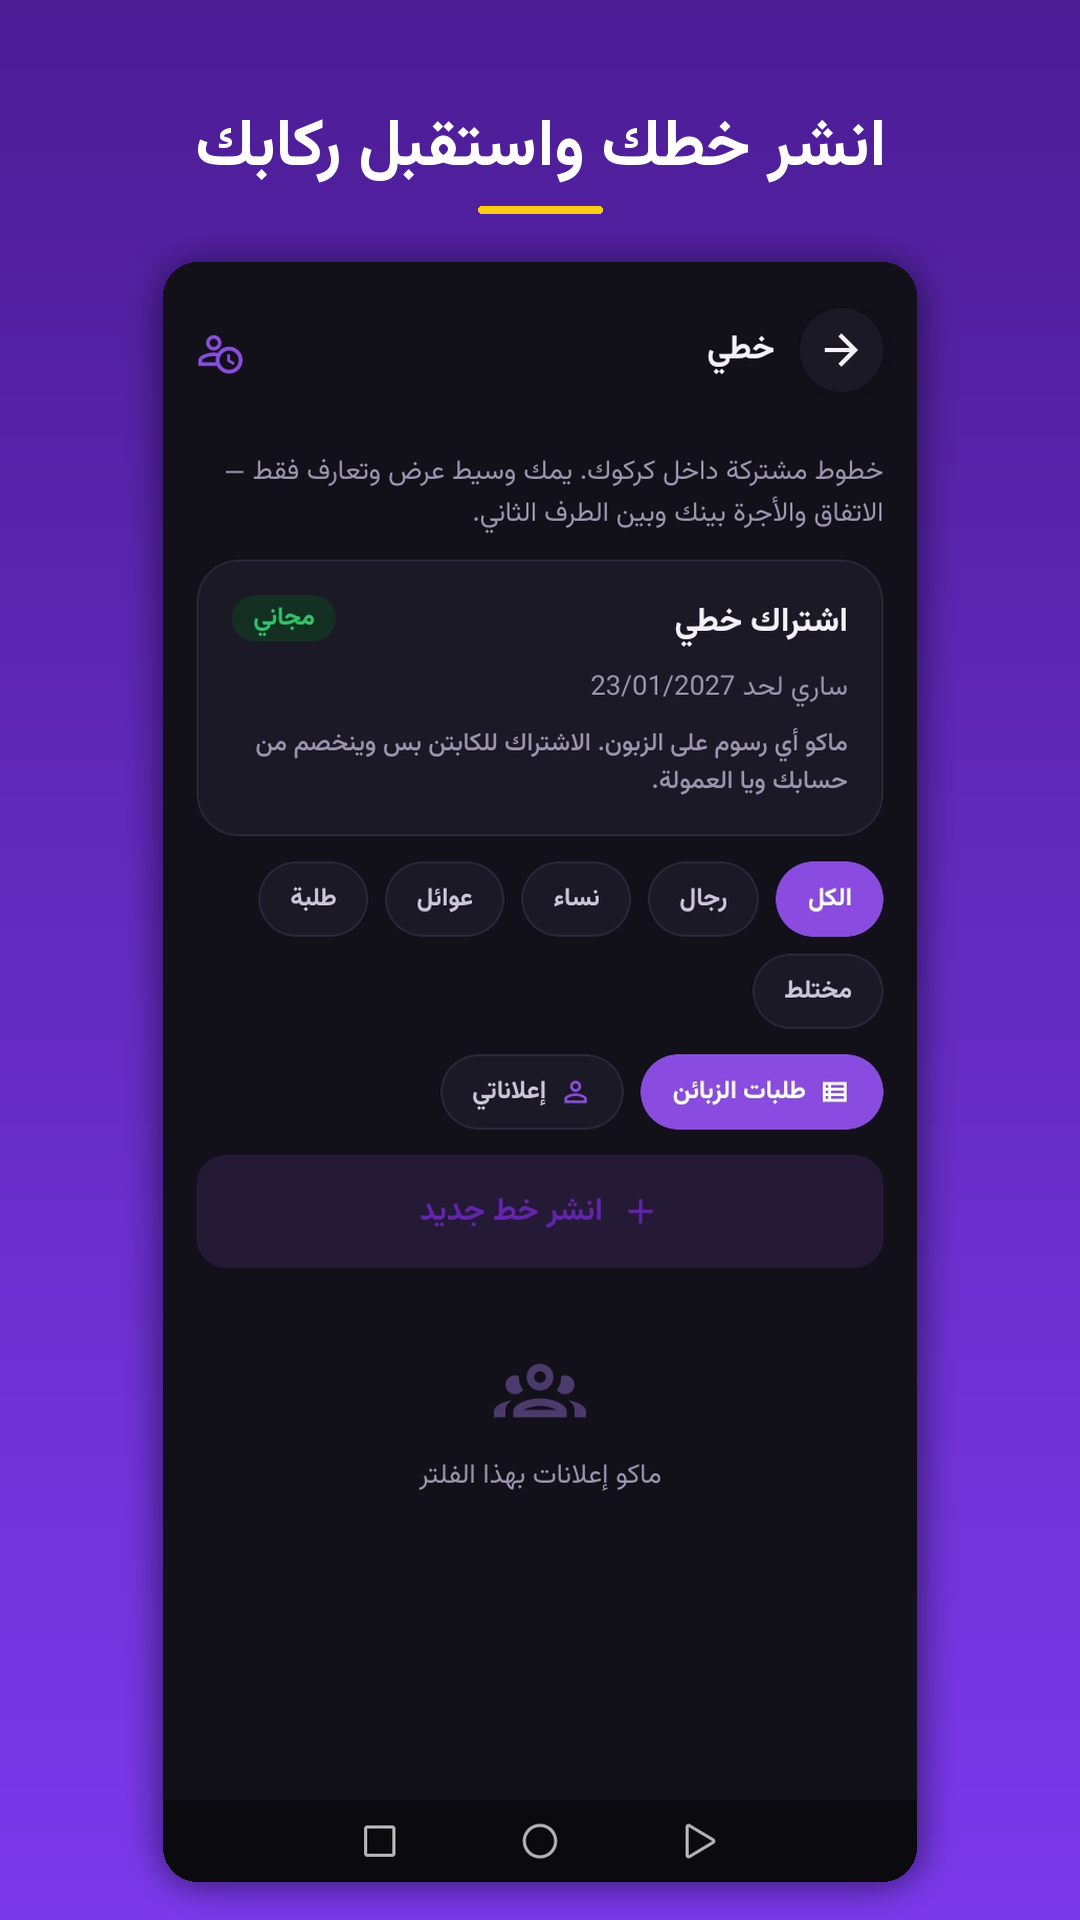 انشر خطك واستقبل ركابك
خطي
خطوط مشتركة داخل كركوك. يمك وسيط عرض وتعارف فقط –
الاتفاق والأجرة بينك وبين الطرف الثاني.
اشتراك خطي
مجاني
ساري لحد 23/01/2027
ماكو أي رسوم على الزبون. الاشتراك للكابتن بس وينخصم من
حسابك ويا العمولة.
الكل
رجال
نساء
عوائل
طلبة
مختلط
طلبات الزبائن
إعلاناتي
+ انشر خط جديد
ماكو إعلانات بهذا الفلتر